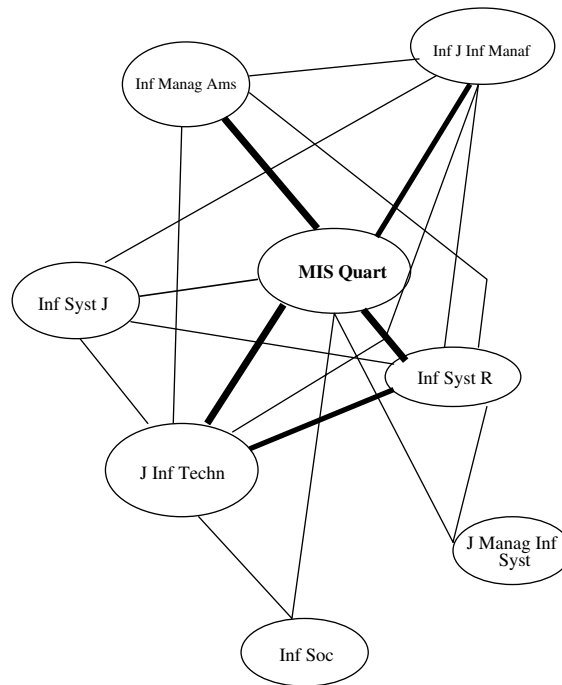 Inf J Inf Manaf
Inf Manag Ams
MIS Quart
Inf Syst J
Inf Syst R
J Inf Techn
J Manag Inf
Syst
Inf Soc